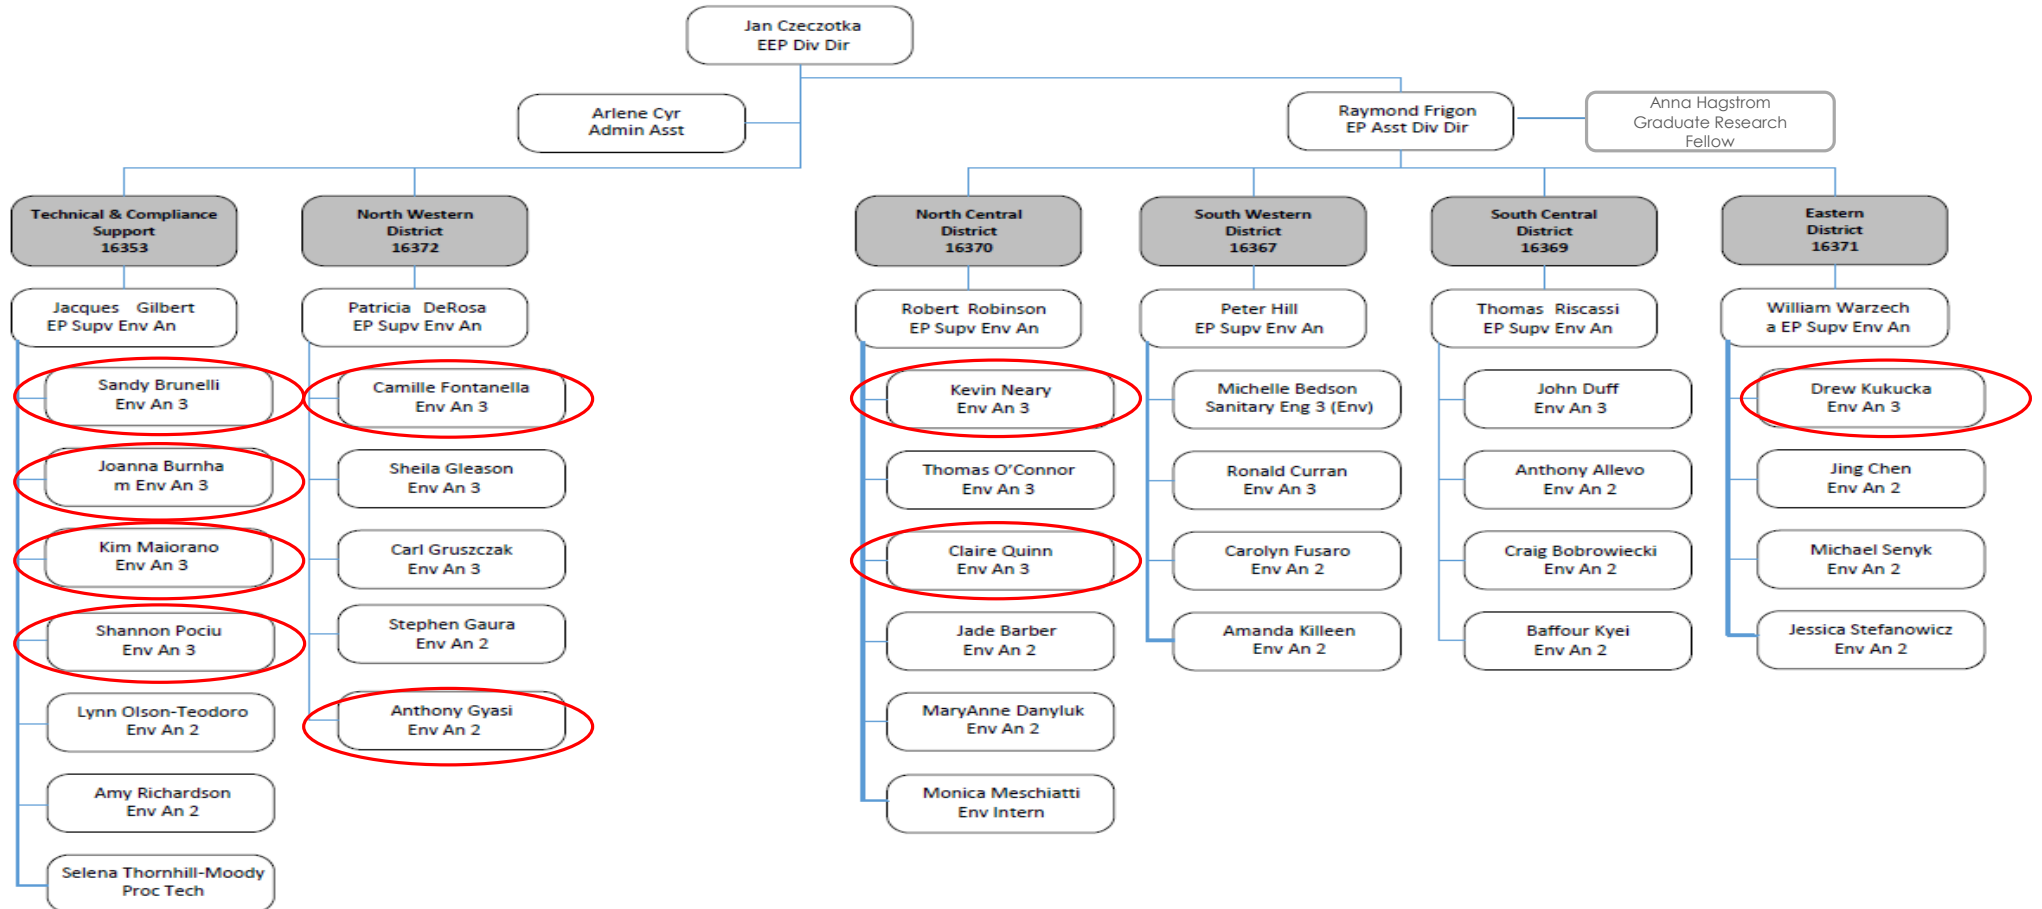 Jan Czeczotka
EEP Div Dir
Arlene Cyr
Admin Asst
Raymond Frigon
EP Asst Div Dir
Anna Hagstrom
Graduate Research
Fellow
Technical & Compliance
Support
16353
Jacques Gilbert
EP Supv Env An
Sandy Brunelli
Env An 3
Joanna Burnha
m Env An 3
Kim Maiorano
Env An 3
Shannon Pociu
Env An 3
Lynn Olson-Teodoro
Env An 2
Amy Richardson
Env An 2
Selena Thornhill-Moody
Proc Tech
North Western
District
16372
Patricia DeRosa
EP Supv Env An
Camille Fontanella
Env An 3
Sheila Gleason
Env An 3
Carl Gruszczak
Env An 3
Stephen Gaura
Env An 2
Anthony Gyasi
Env An 2
North Central
District
16370
Robert Robinson
EP Supv Env An
Kevin Neary
Env An 3
Thomas O'Connor
Env An 3
Claire Quinn
Env An 3
Jade Barber
Env An 2
MaryAnne Danyluk
Env An 2
Monica Meschiatti
Env Intern
South Western
District
16367
Peter Hill
EP Supv Env An
Michelle Bedson
Sanitary Eng 3 (Env)
Ronald Curran
Env An 3
Carolyn Fusaro
Env An 2
Amanda Killeen
Env An 2
South Central
District
16369
Thomas Riscassi
EP Supv Env An
John Duff
Env An 3
Anthony Allevo
Env An 2
Craig Bobrowiecki
Env An 2
Baffour Kyei
Env An 2
Eastern
District
16371
William Warzech
a EP Supv Env An
Drew Kukucka
Env An 3
Jing Chen
Env An 2
Michael Senyk
Env An 2
Jessica Stefanowicz
Env An 2